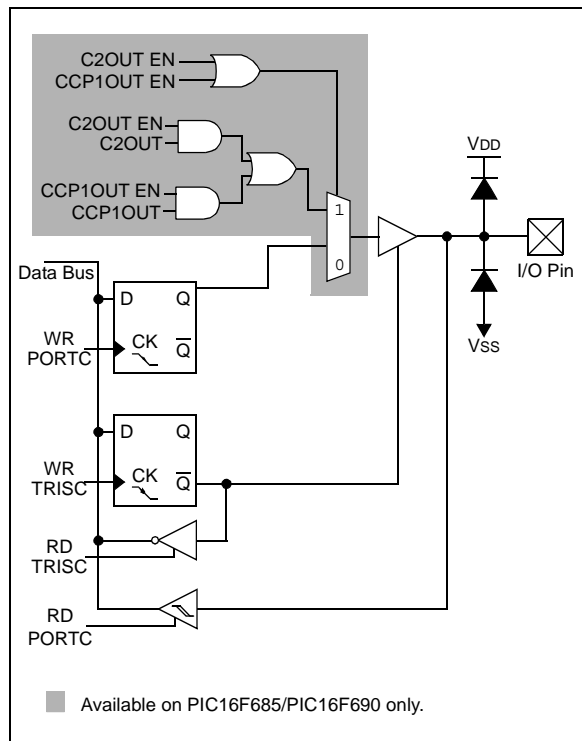 C2OUT EN
CCP1OUT EN
C2OUT EN
C2OUT
CCP1OUT EN
CCP1OUT
VDD
1
0
I/O Pin
VSS
Data Bus
D Q
WR
PORTC
CK Q
D Q
WR
TRISC
CK Q
RD
TRISC
RD
PORTC
Available on PIC16F685/PIC16F690 only.